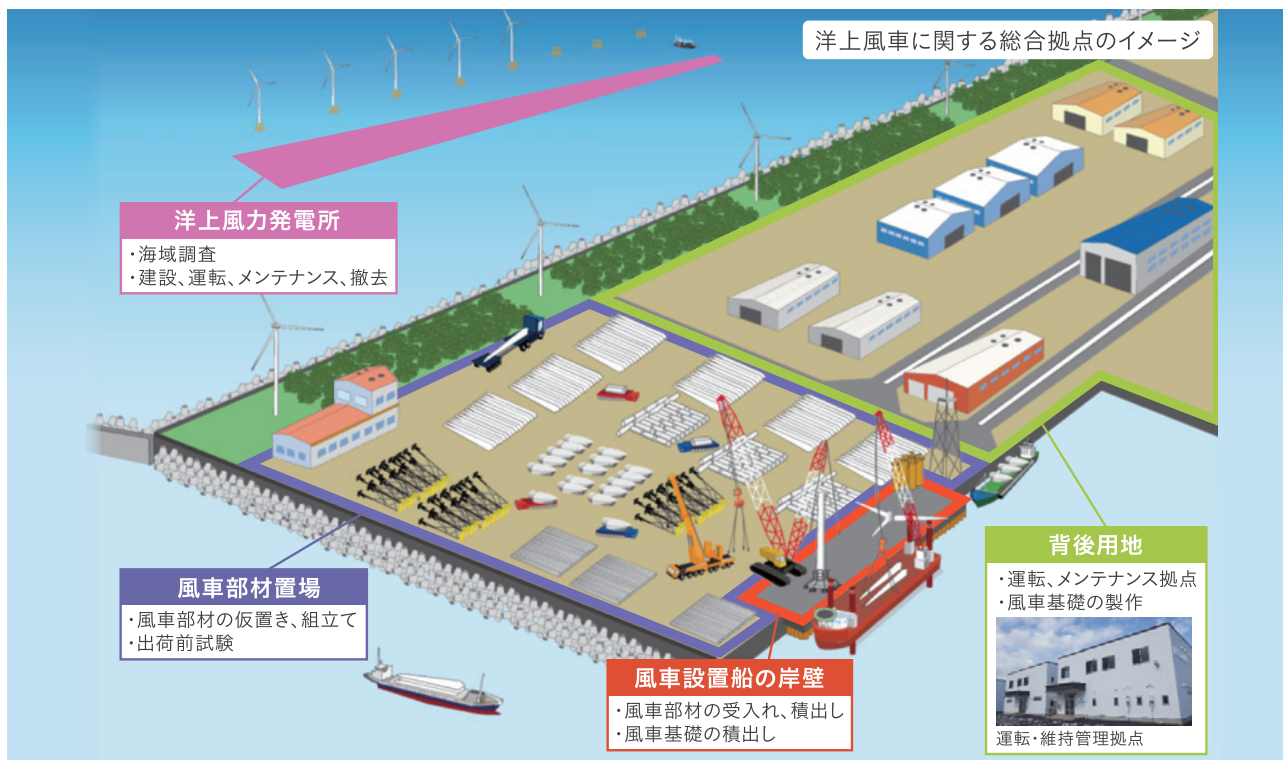 洋上風車に関する総合拠点のイメージ
洋上風力発電所
・海域調査
・建設、運転、メンテナンス、撤去
風車部材置場
・風車部材の仮置き、組立て
・出荷前試験
風車設置船の岸壁
・風車部材の受入れ、積出し
・風車基礎の積出し
背後用地
・運転、メンテナンス拠点
・風車基礎の製作
運転・維持管理拠点